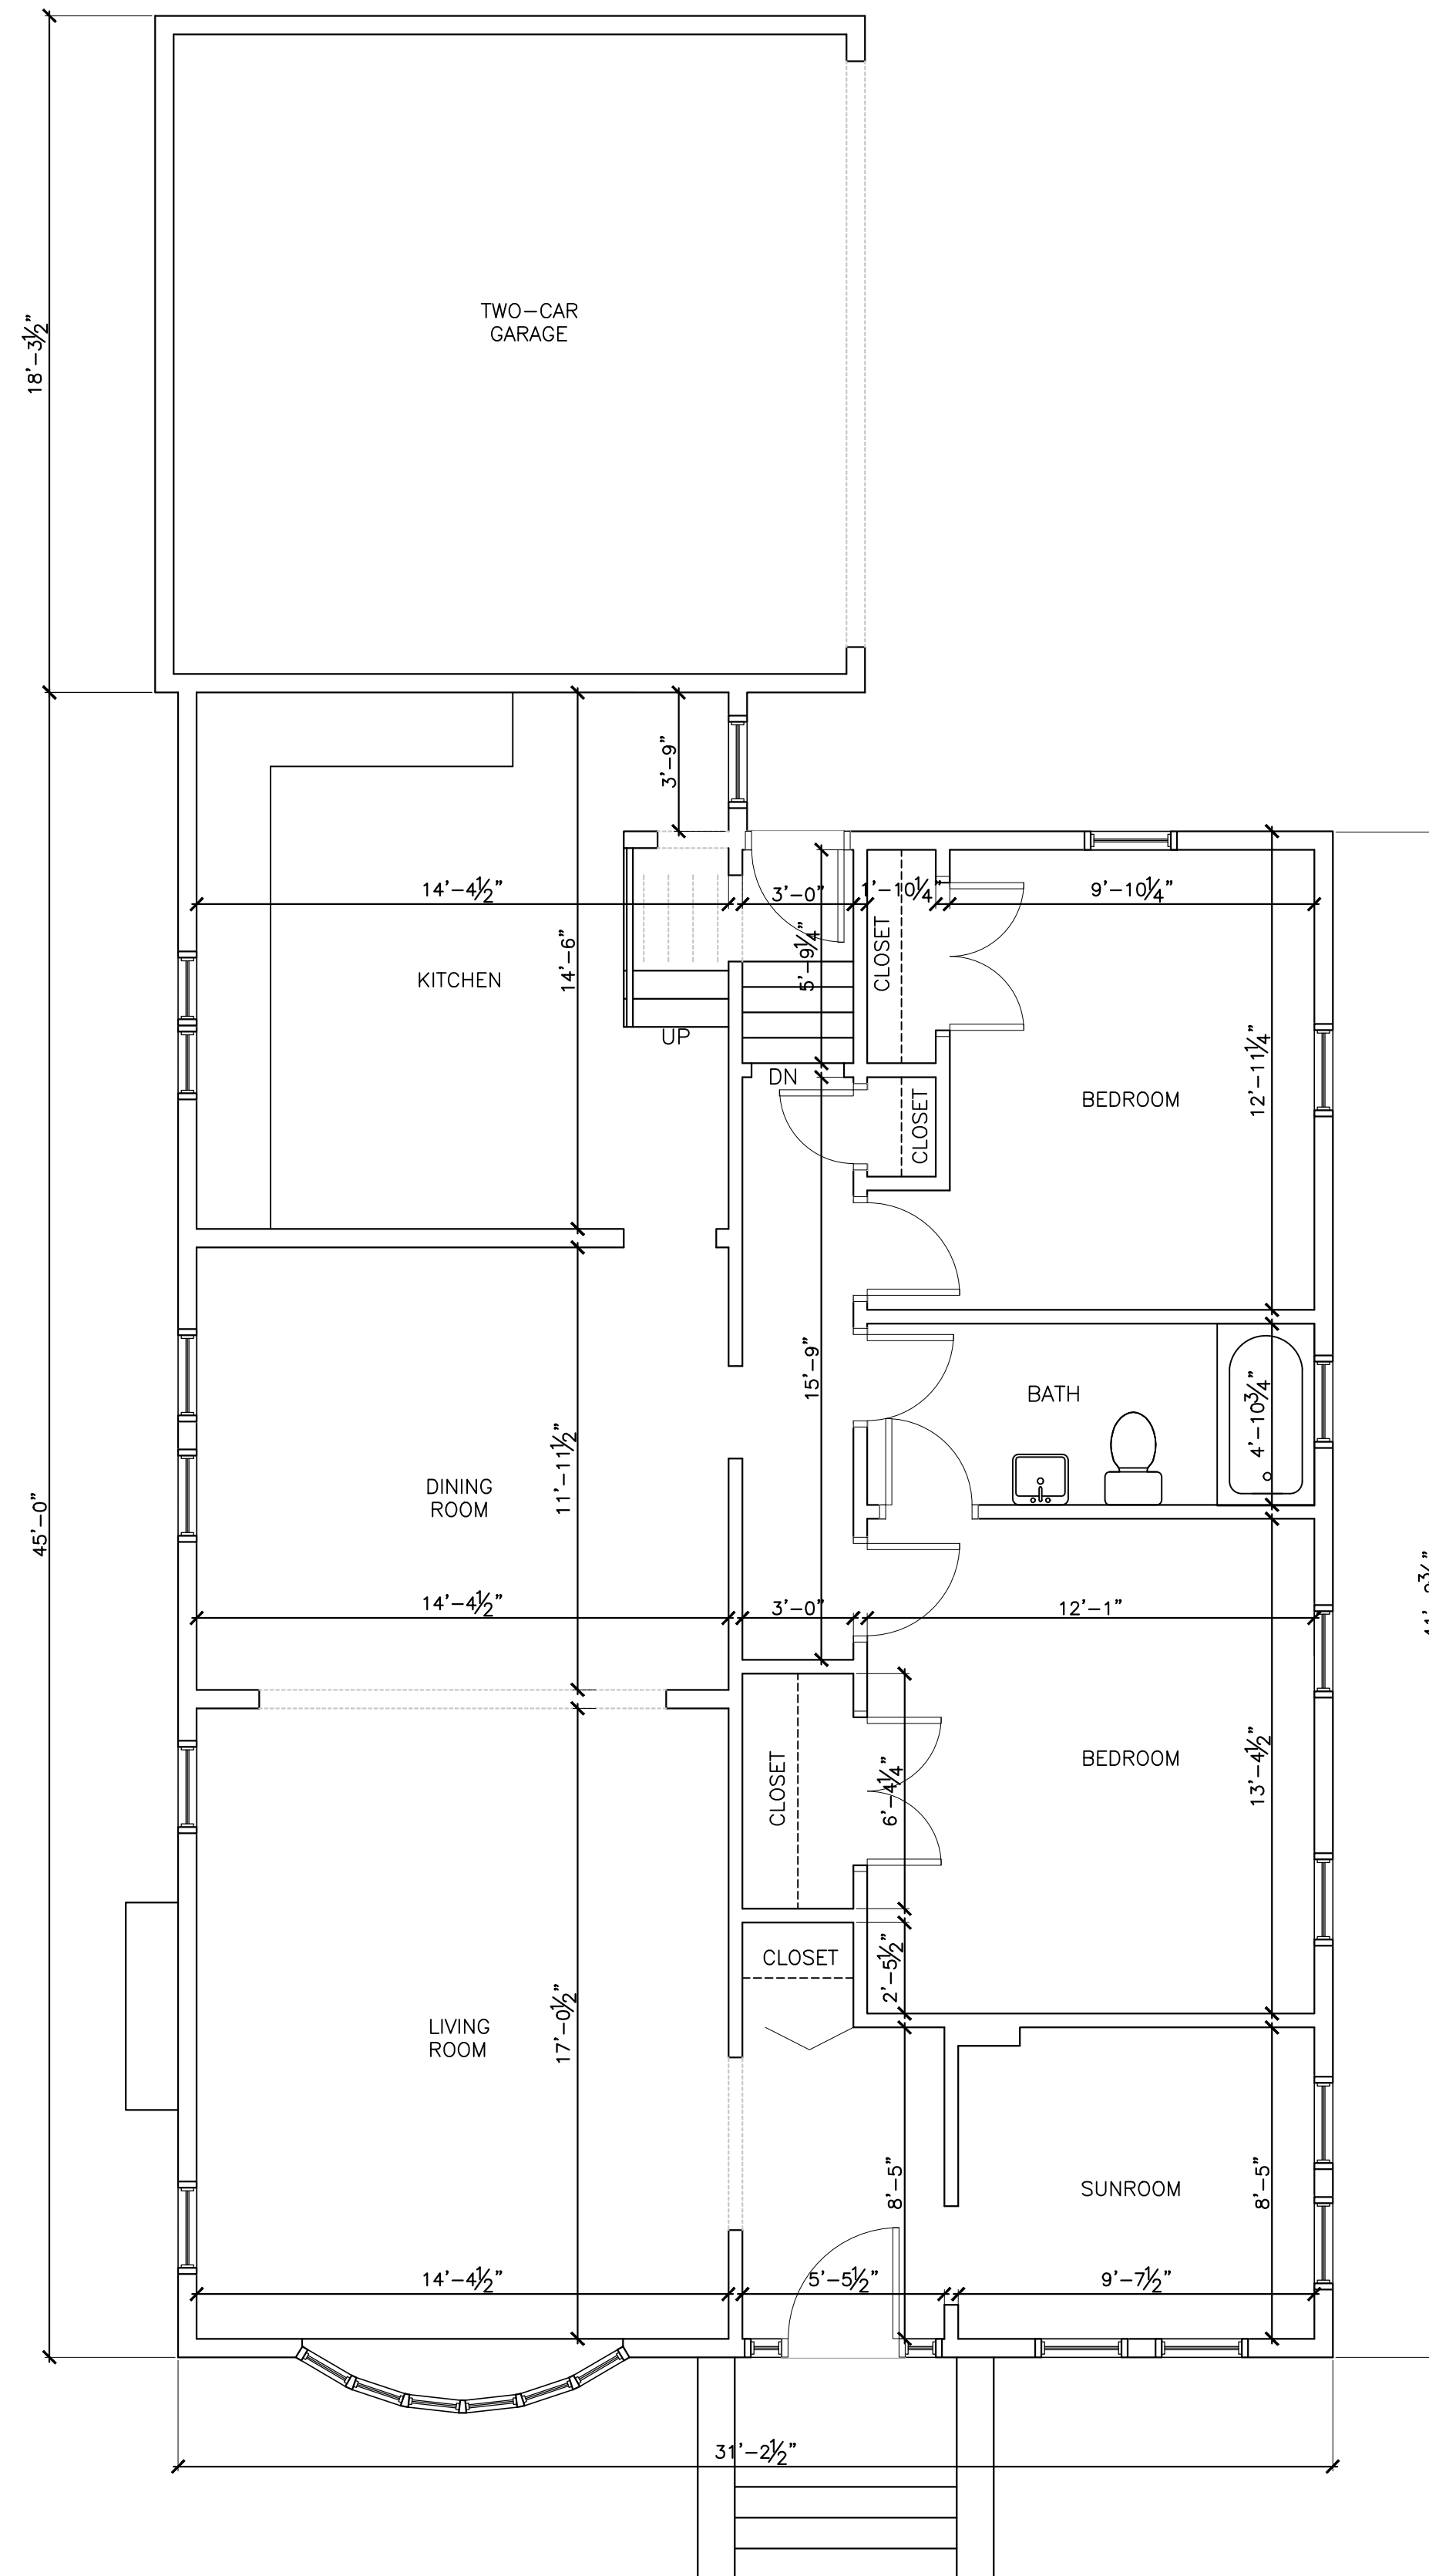 TWO-CAR
GARAGE
18'-3½"
3'-9"
14'-4½"
3'-0"
1'-10¼"
9'-10¼"
5'-9¼"
CLOSET
KITCHEN
14'-6"
UP
DN
CLOSET
BEDROOM
12'-11¼"
15'-9"
BATH
4'-10¾"
DINING
ROOM
11'-11½"
45'-0"
14'-4½"
3'-0"
12'-1"
CLOSET
6'-4¼"
BEDROOM
13'-4½"
CLOSET
2'-5½"
LIVING
ROOM
17'-0½"
8'-5"
SUNROOM
8'-5"
14'-4½"
5'-5½"
9'-7½"
31'-2½"